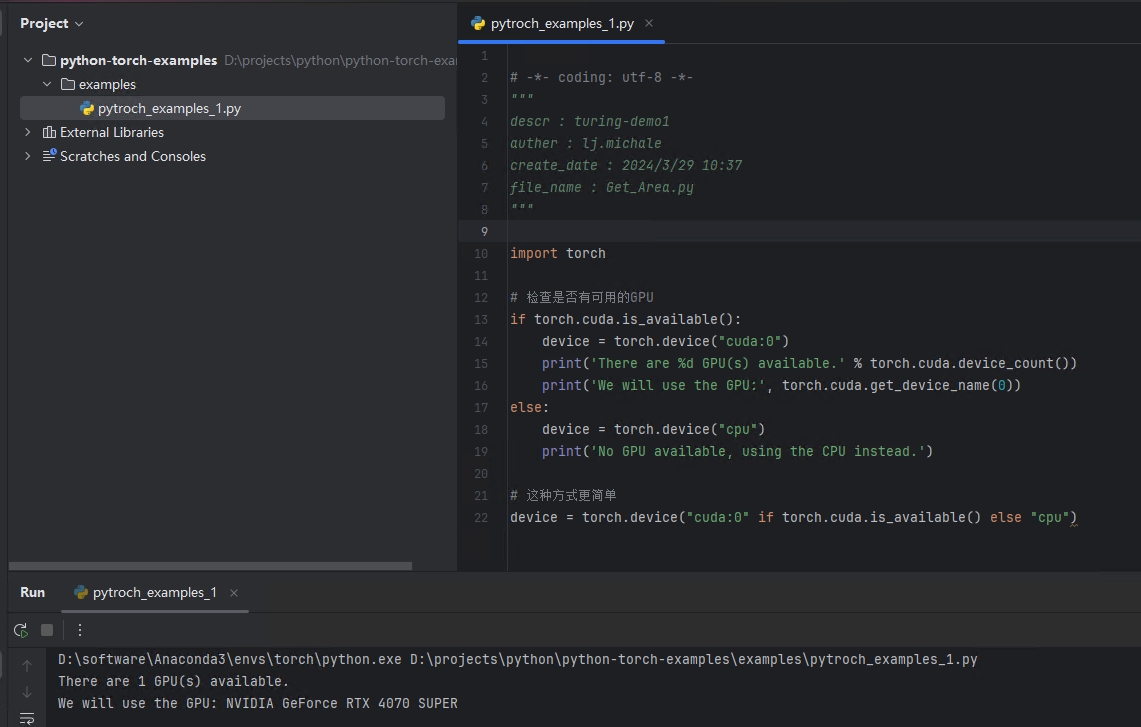 Project
python-torch-examples D:\projects\python\python-torch-exar
examples
pytroch_examples_1.py
External Libraries
Scratches and Consoles
pytroch_examples_1.py
1
2 # -*- coding: utf-8 -*-
3 """
4 descr : turing-demo1
5 auther : lj.michale
6 create_date : 2024/3/29 10:37
7 file_name : Get_Area.py
8 """
9
10 import torch
11
12 # 检查是否有可用的GPU
13 if torch.cuda.is_available():
14     device = torch.device("cuda:0")
15     print('There are %d GPU(s) available.' % torch.cuda.device_count())
16     print('We will use the GPU:', torch.cuda.get_device_name(0))
17 else:
18     device = torch.device("cpu")
19     print('No GPU available, using the CPU instead.')
20
21 # 这种方式更简单
22 device = torch.device("cuda:0" if torch.cuda.is_available() else "cpu")
Run pytroch_examples_1
D:\software\Anaconda3\envs\torch\python.exe D:\projects\python\python-torch-examples\examples\pytroch_examples_1.py
There are 1 GPU(s) available.
We will use the GPU: NVIDIA GeForce RTX 4070 SUPER